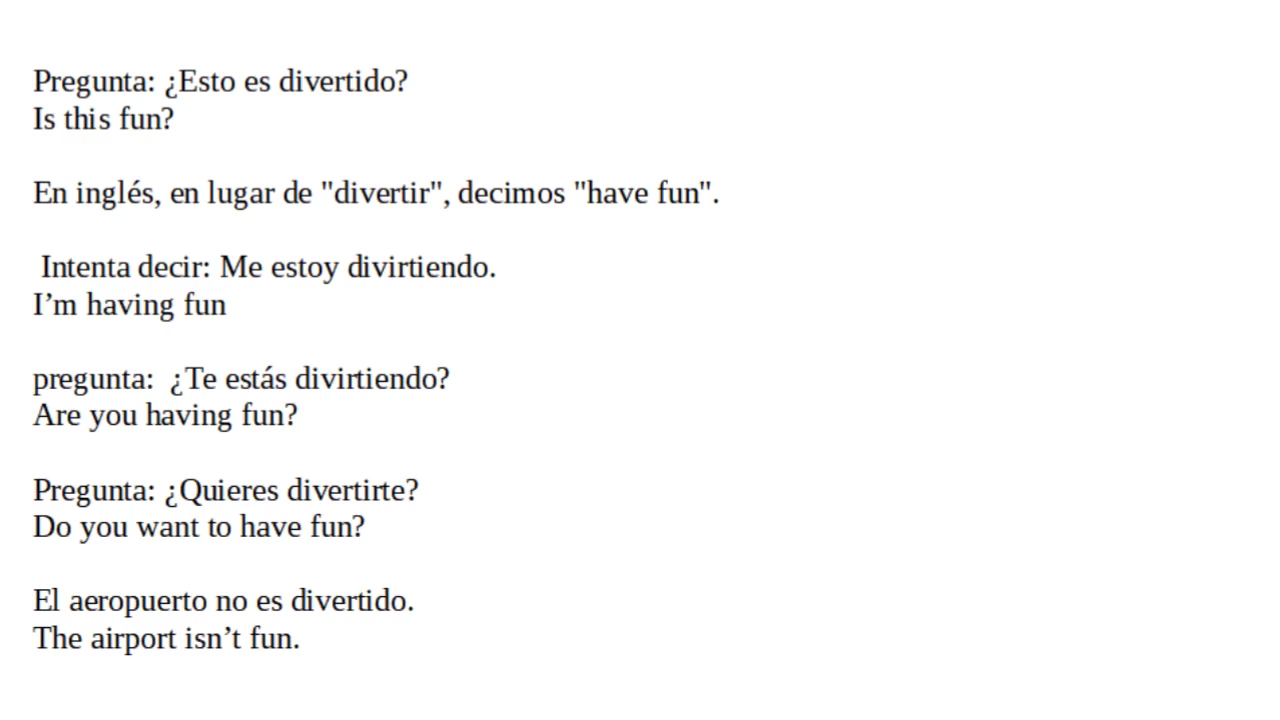 Pregunta: ¿Esto es divertido?
Is this fun?
En inglés, en lugar de "divertir", decimos "have fun".
Intenta decir: Me estoy divirtiendo.
I’m having fun
pregunta:  ¿Te estás divirtiendo?
Are you having fun?
Pregunta: ¿Quieres divertirte?
Do you want to have fun?
El aeropuerto no es divertido.
The airport isn’t fun.